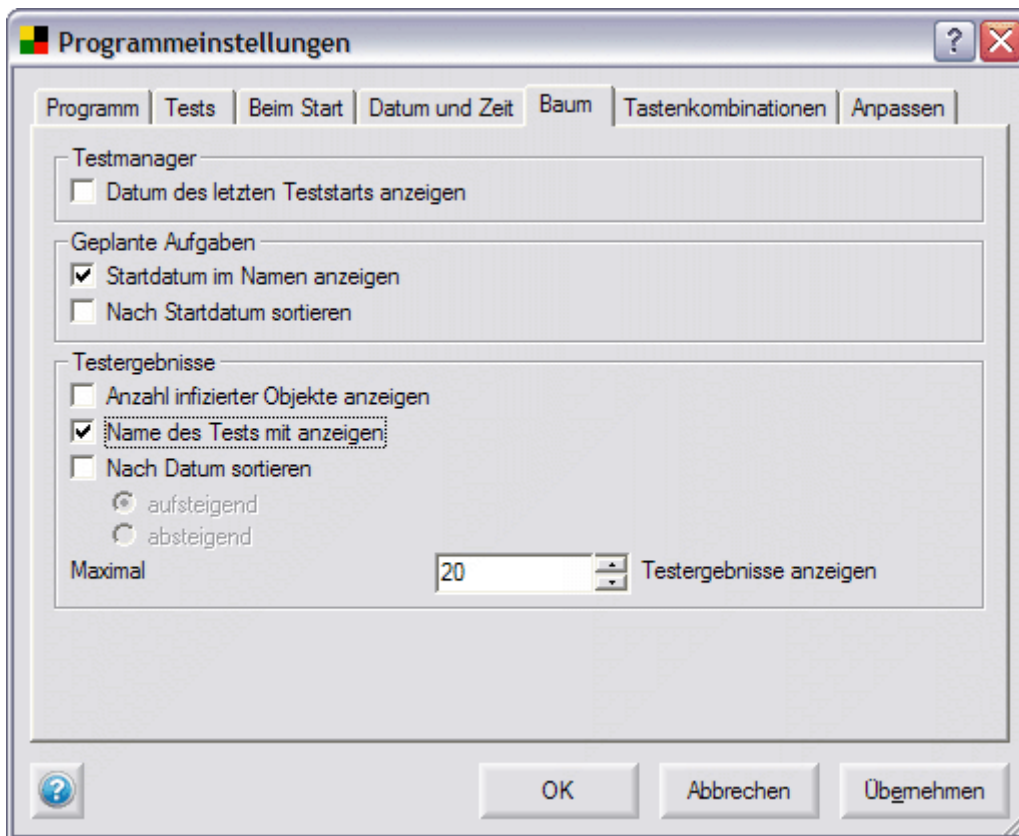 Programmeinstellungen
Programm Tests Beim Start Datum und Zeit Baum Tastenkombinationen Anpassen
Testmanager
Datum des letzten Teststarts anzeigen
Geplante Aufgaben
Startdatum im Namen anzeigen
Nach Startdatum sortieren
Testergebnisse
Anzahl infizierter Objekte anzeigen
Name des Tests mit anzeigen
Nach Datum sortieren
aufsteigend
absteigend
Maximal 20 Testergebnisse anzeigen
OK Abbrechen Übernehmen